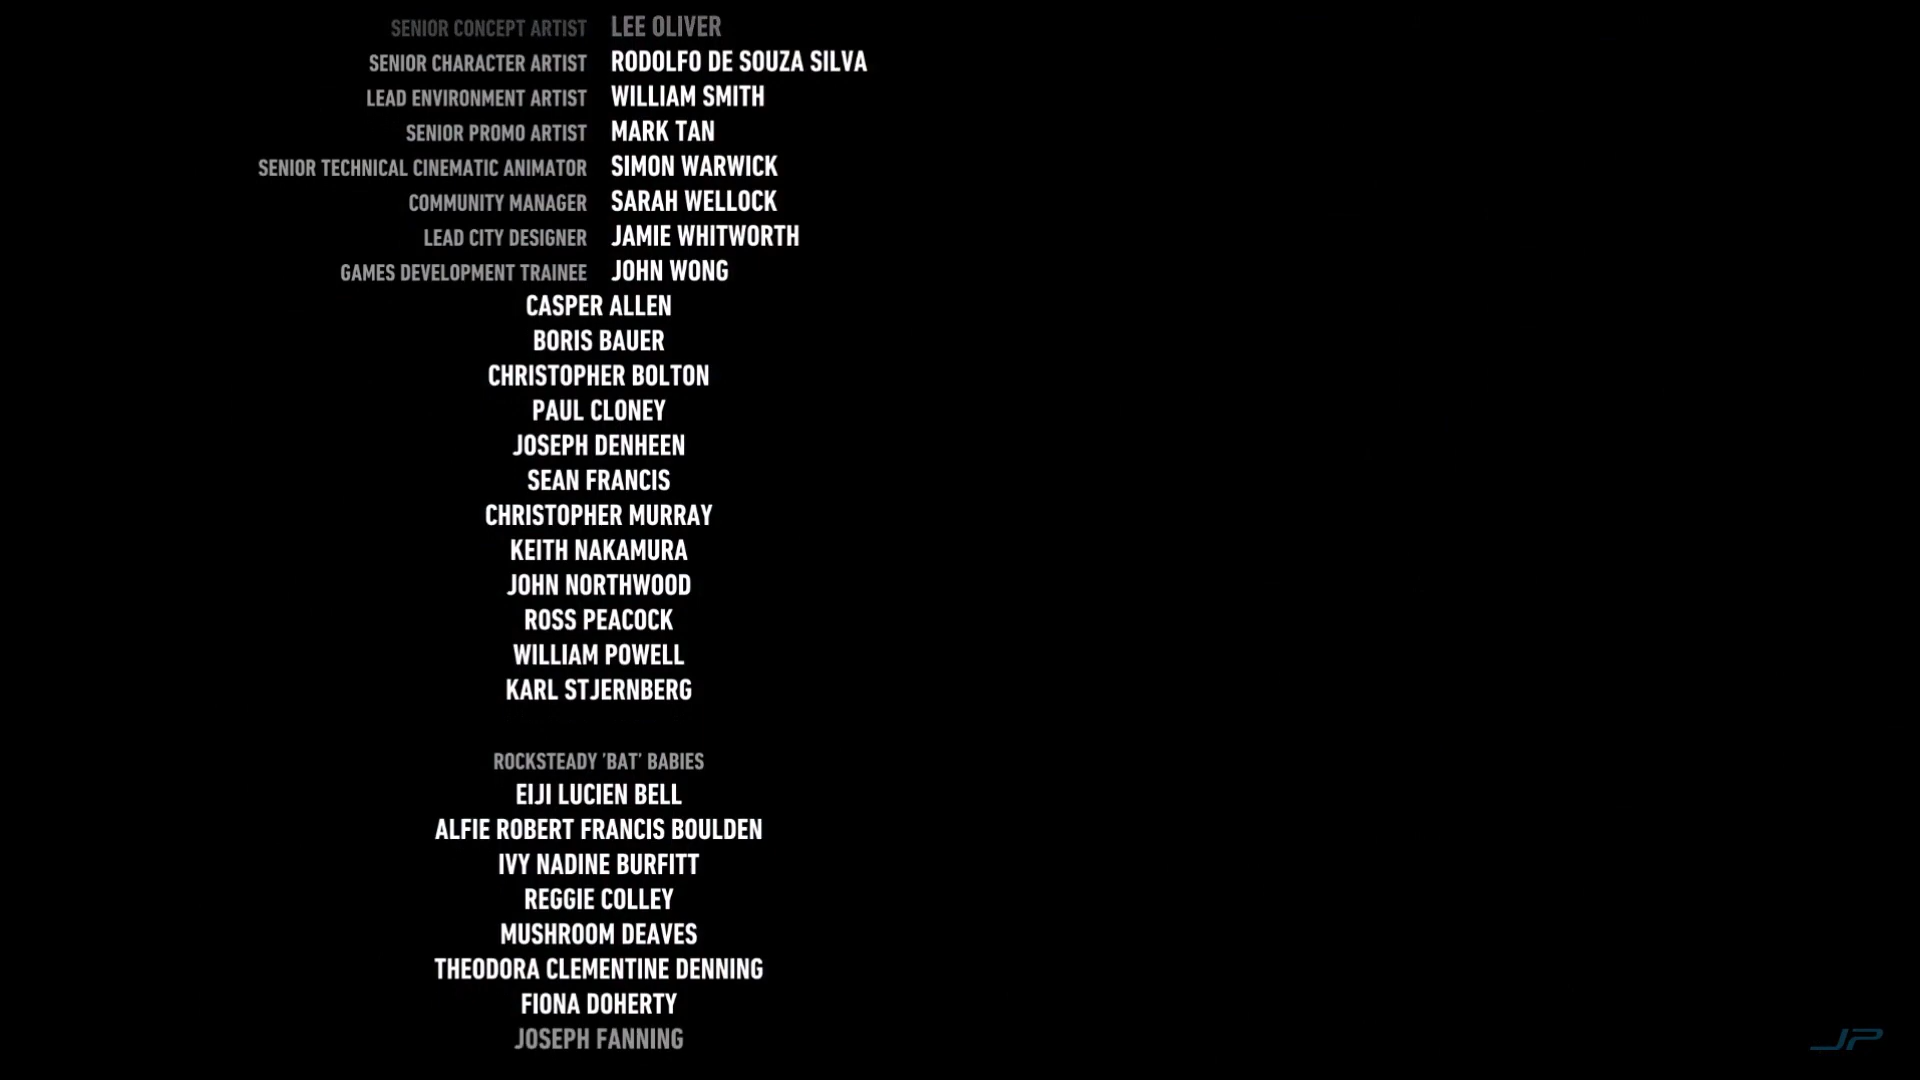 SENIOR CONCEPT ARTIST LEE OLIVER
SENIOR CHARACTER ARTIST RODOLFO DE SOUZA SILVA
LEAD ENVIRONMENT ARTIST WILLIAM SMITH
SENIOR PROMO ARTIST MARK TAN
SENIOR TECHNICAL CINEMATIC ANIMATOR SIMON WARWICK
COMMUNITY MANAGER SARAH WELLOCK
LEAD CITY DESIGNER JAMIE WHITWORTH
GAMES DEVELOPMENT TRAINEE JOHN WONG
CASPER ALLEN
BORIS BAUER
CHRISTOPHER BOLTON
PAUL CLONEY
JOSEPH DENHEEN
SEAN FRANCIS
CHRISTOPHER MURRAY
KEITH NAKAMURA
JOHN NORTHWOOD
ROSS PEACOCK
WILLIAM POWELL
KARL STJERNBERG
ROCKSTEADY 'BAT' BABIES
EIJI LUCIEN BELL
ALFIE ROBERT FRANCIS BOULDEN
IVY NADINE BURFITT
REGGIE COLLEY
MUSHROOM DEAVES
THEODORA CLEMENTINE DENNING
FIONA DOHERTY
JOSEPH FANNING
JP